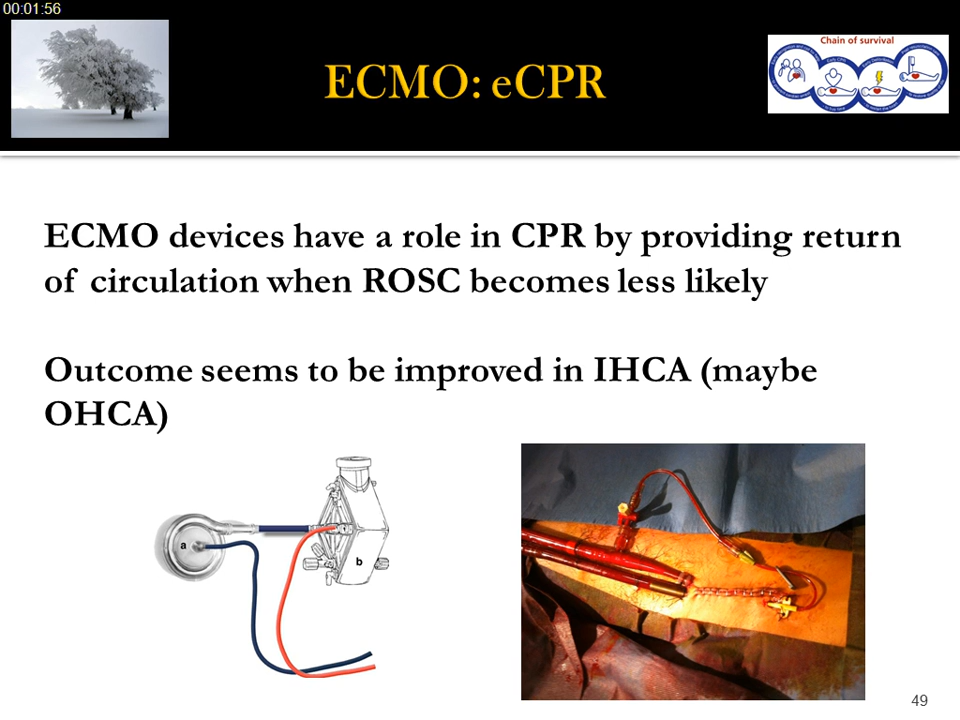 00:01:56
ECMO: eCPR
Chain of survival
ECMO devices have a role in CPR by providing return
of circulation when ROSC becomes less likely
Outcome seems to be improved in IHCA (maybe
OHCA)
a
b
49